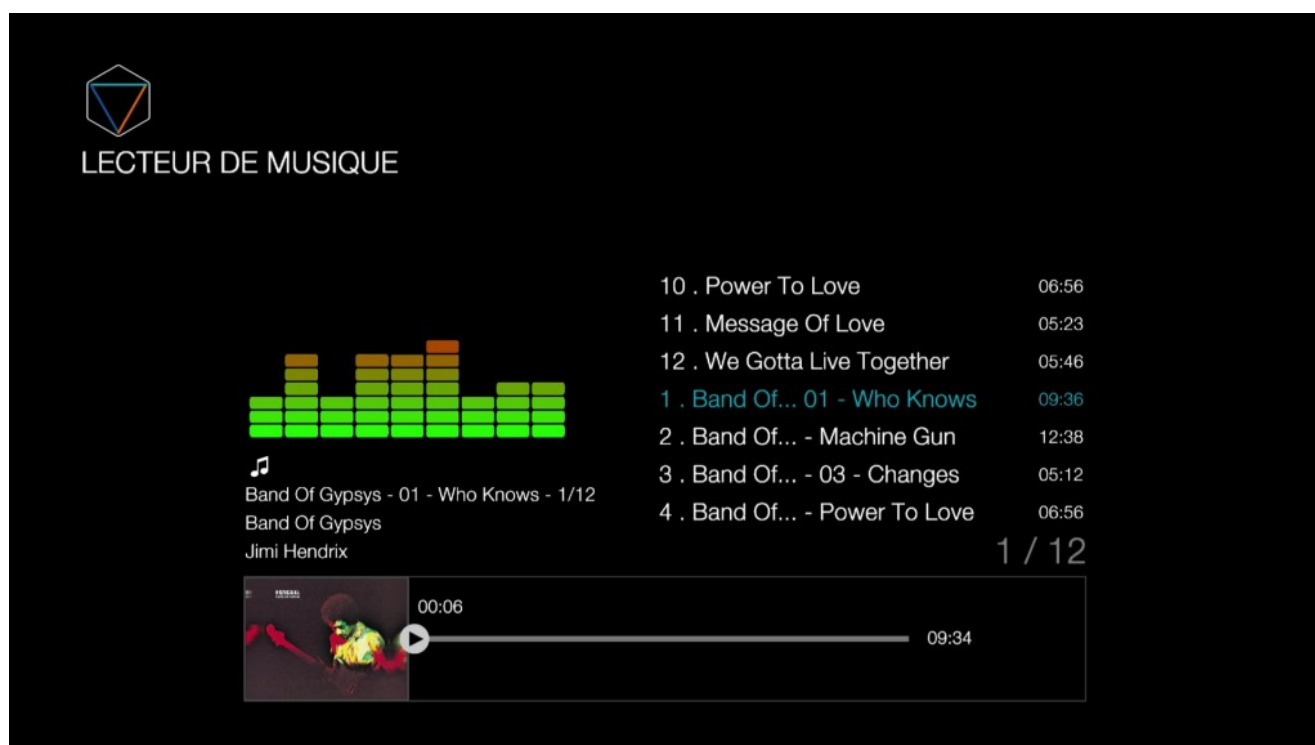 LECTEUR DE MUSIQUE
10 . Power To Love 06:56
11 . Message Of Love 05:23
12 . We Gotta Live Together 05:46
1 . Band Of... 01 - Who Knows 09:36
2 . Band Of... - Machine Gun 12:38
3 . Band Of... - 03 - Changes 05:12
4 . Band Of... - Power To Love 06:56
1 / 12
Band Of Gypsys - 01 - Who Knows - 1/12
Band Of Gypsys
Jimi Hendrix
00:06
09:34